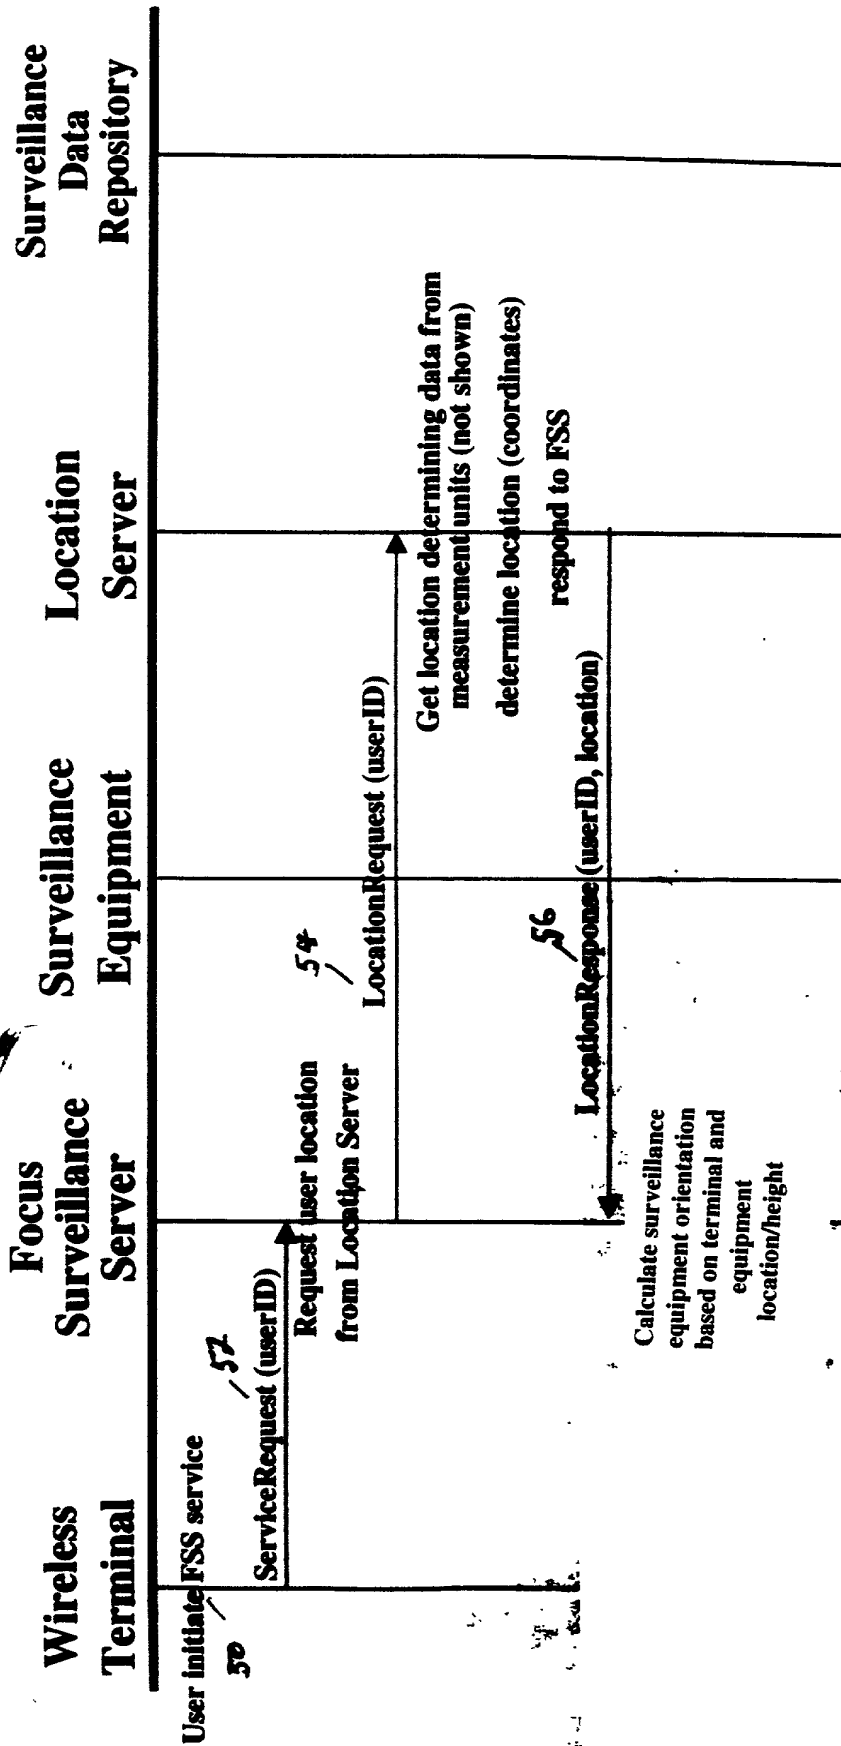 Wireless
Terminal
Focus
Surveillance
Server
Surveillance
Equipment
Location
Server
Surveillance
Data
Repository
User initiate FSS service
50
52
ServiceRequest (userID)
Request user location
from Location Server
54
LocationRequest (userID)
Get location determining data from
measurement units (not shown)
determine location (coordinates)
respond to FSS
56
LocationResponse (userID, location)
Calculate surveillance
equipment orientation
based on terminal and
equipment
location/height